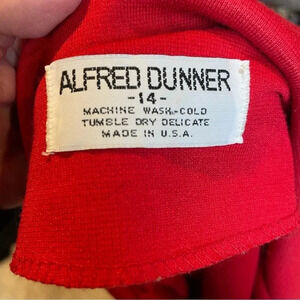 ALFRED DUNNER
-14-
MACHINE WASH-COLD
TUMBLE DRY DELICATE
MADE IN U.S.A.